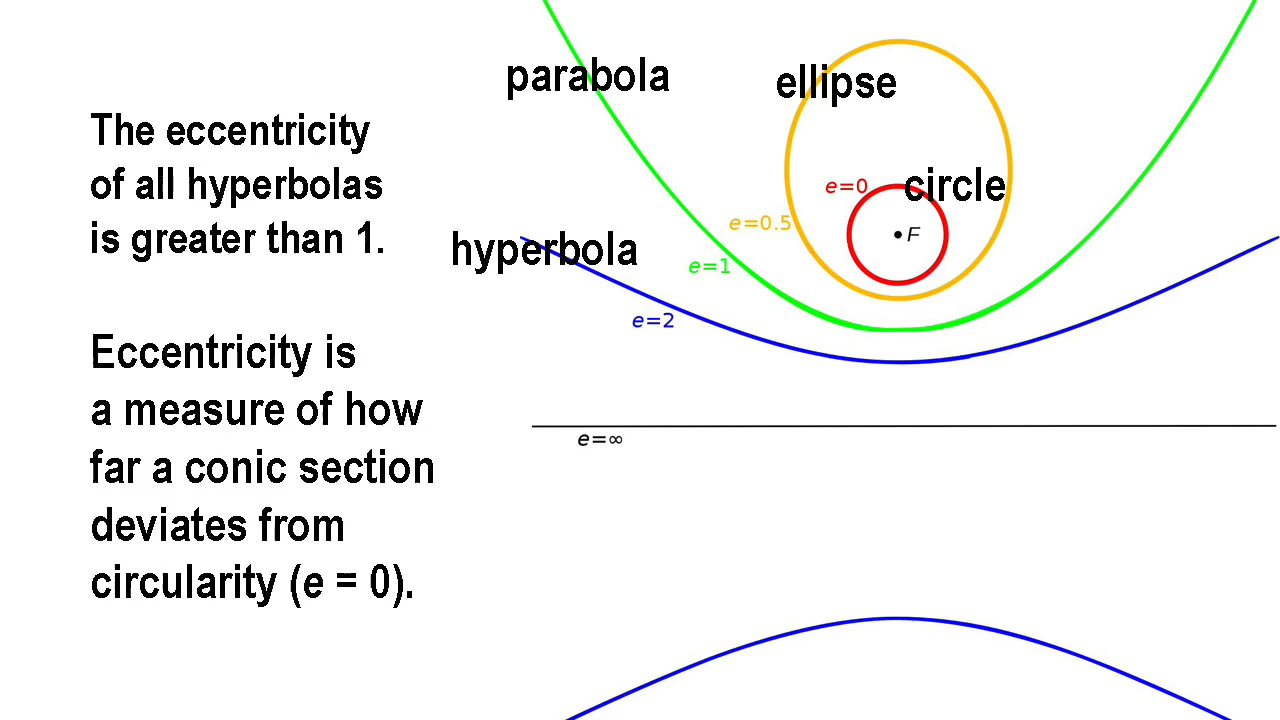 The eccentricity
of all hyperbolas
is greater than 1.
Eccentricity is
a measure of how
far a conic section
deviates from
circularity (e = 0).
parabola
ellipse
circle
hyperbola
e=0
e=0.5
F
e=1
e=2
e=∞